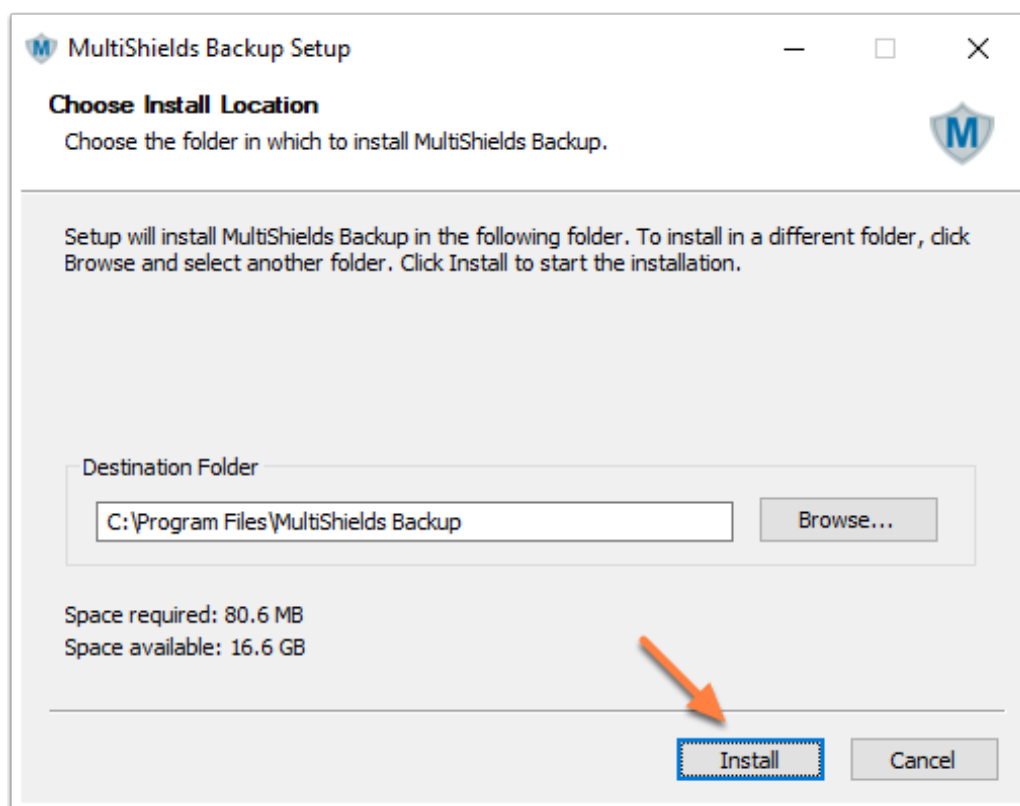 MultiShields Backup Setup
Choose Install Location
Choose the folder in which to install MultiShields Backup.
M
Setup will install MultiShields Backup in the following folder. To install in a different folder, click
Browse and select another folder. Click Install to start the installation.
Destination Folder
C:\Program Files\MultiShields Backup
Browse...
Space required: 80.6 MB
Space available: 16.6 GB
Install
Cancel